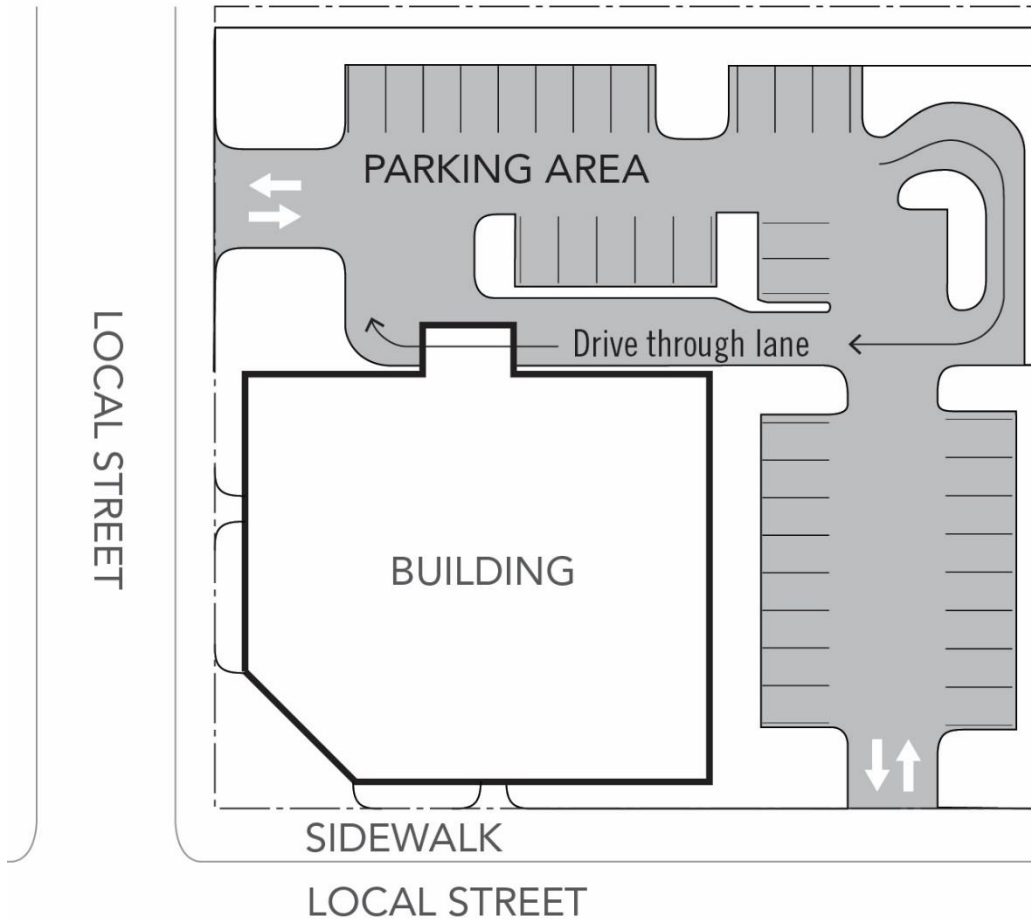 PARKING AREA
Drive through lane
LOCAL STREET
BUILDING
SIDEWALK
LOCAL STREET